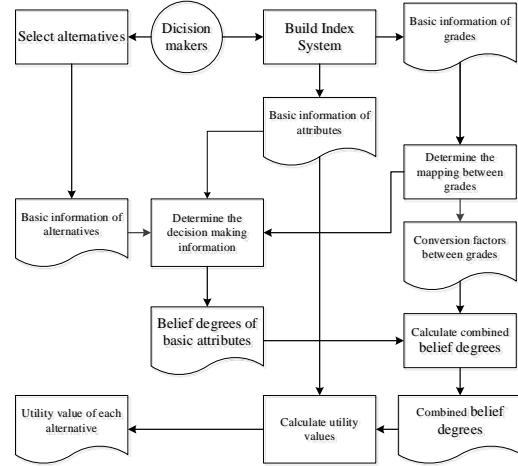 Select alternatives
Dicision
makers
Build Index
System
Basic information of
grades
Basic information of
attributes
Determine the
mapping between
grades
Basic information of
alternatives
Determine the
decision making
information
Conversion factors
between grades
Belief degrees of
basic attributes
Calculate combined
belief degrees
Utility value of each
alternative
Calculate utility
values
Combined belief
degrees